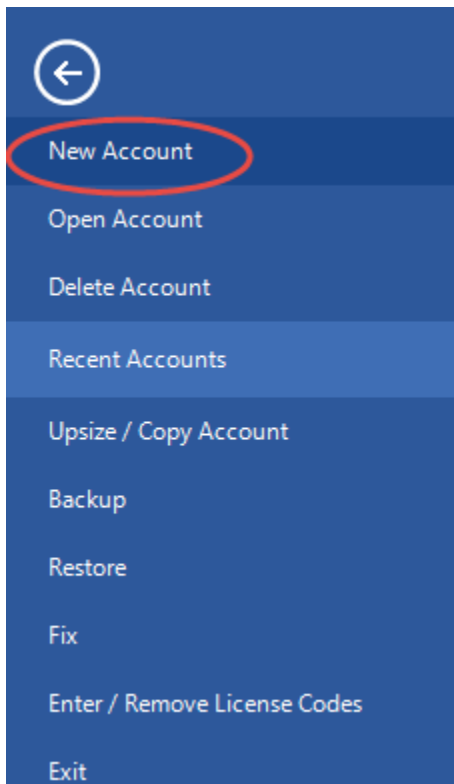 New Account
Open Account
Delete Account
Recent Accounts
Upsize / Copy Account
Backup
Restore
Fix
Enter / Remove License Codes
Exit